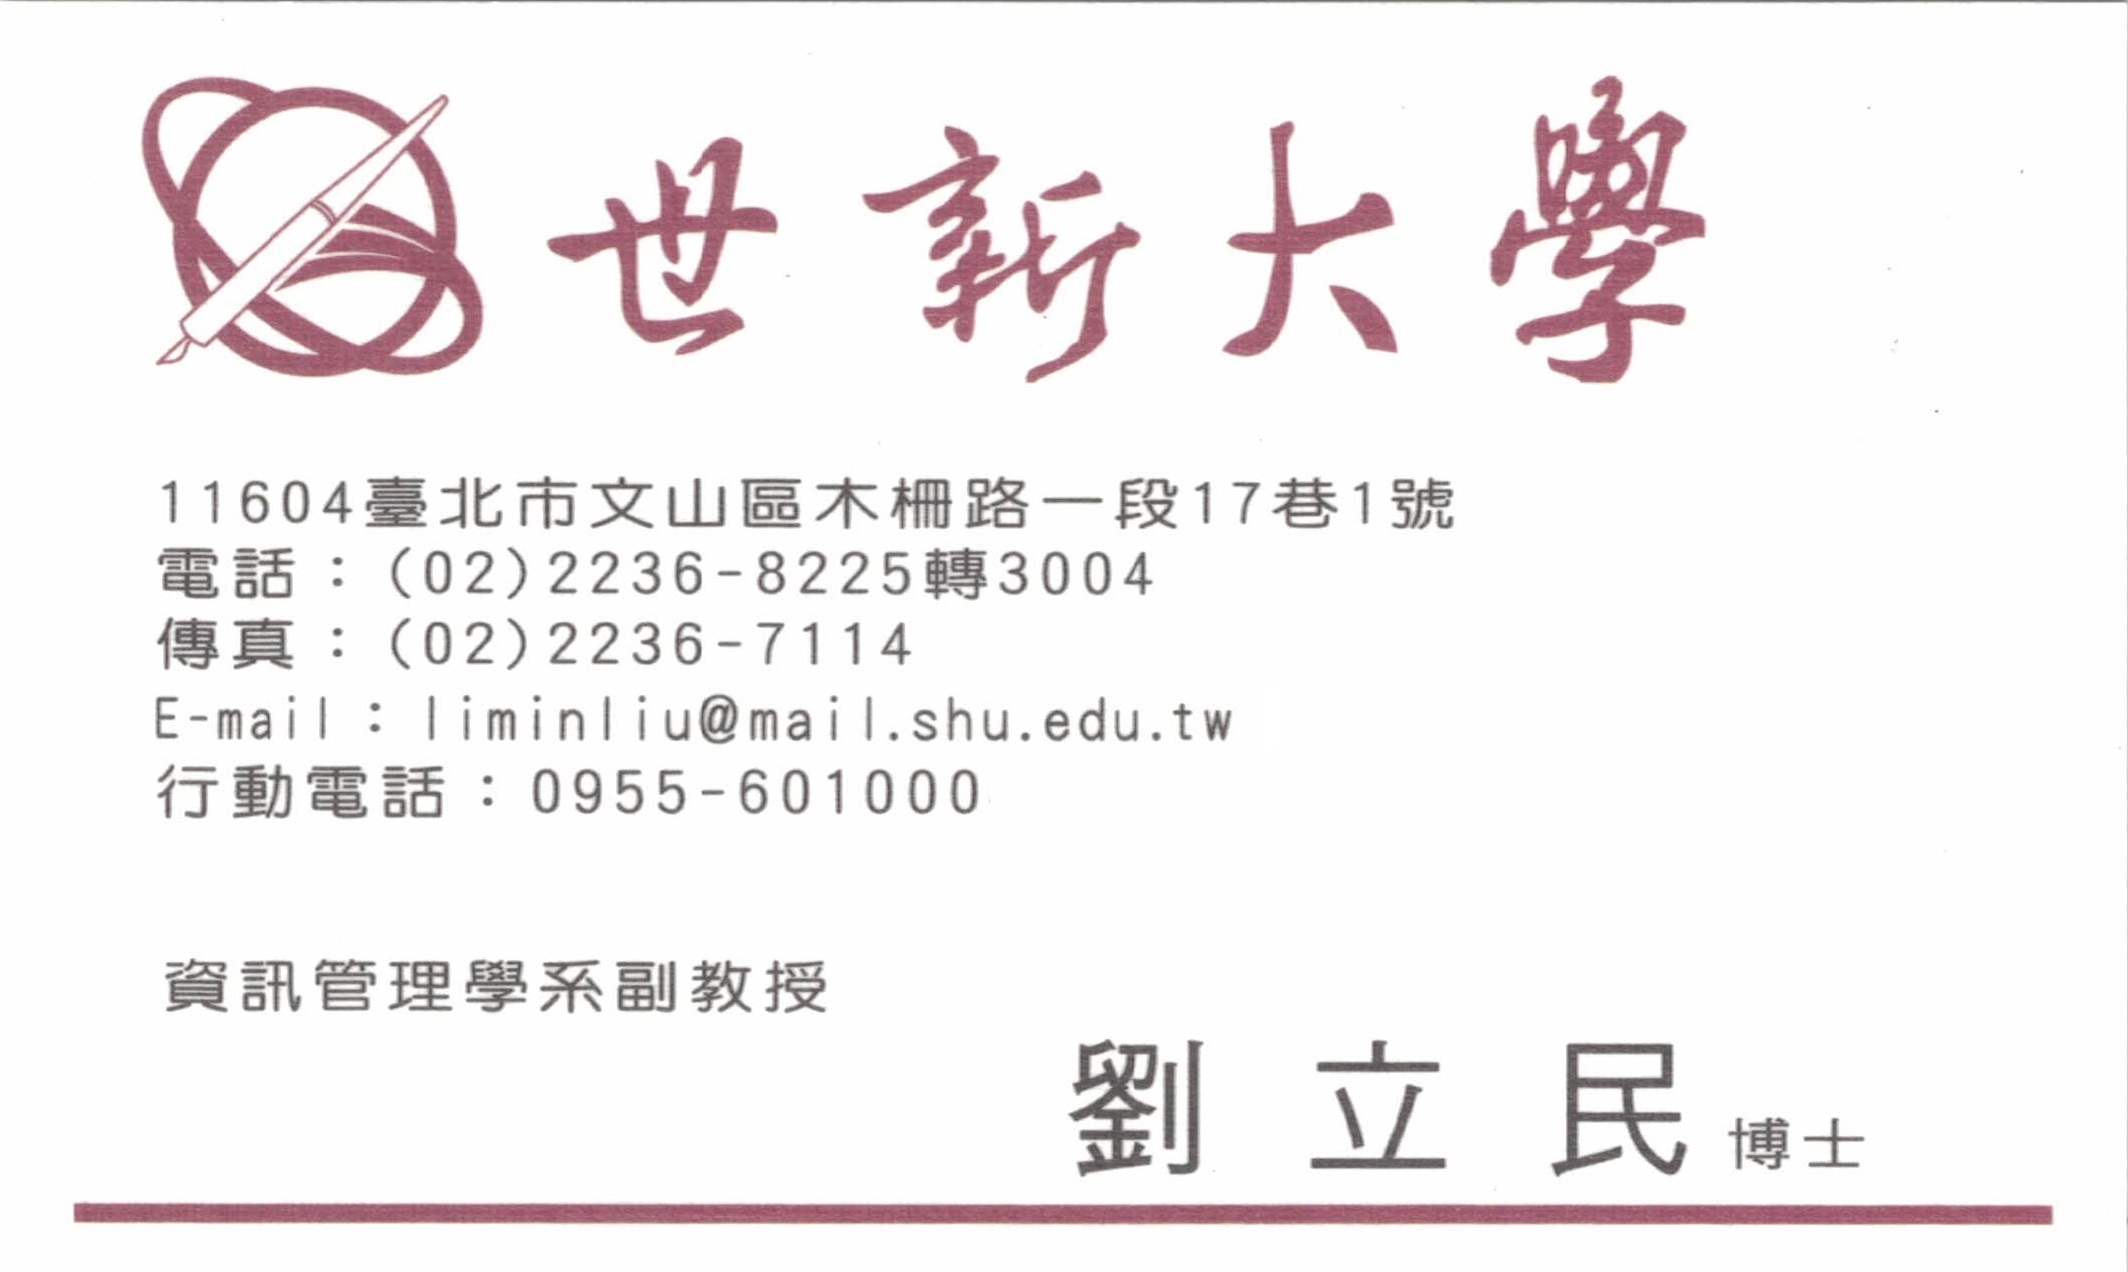 世新大學
11604臺北市文山區木柵路一段17巷1號
電話：(02)2236-8225轉3004
傳真：(02)2236-7114
E-mail：liminliu@mail.shu.edu.tw
行動電話：0955-601000
資訊管理學系副教授
劉立民博士